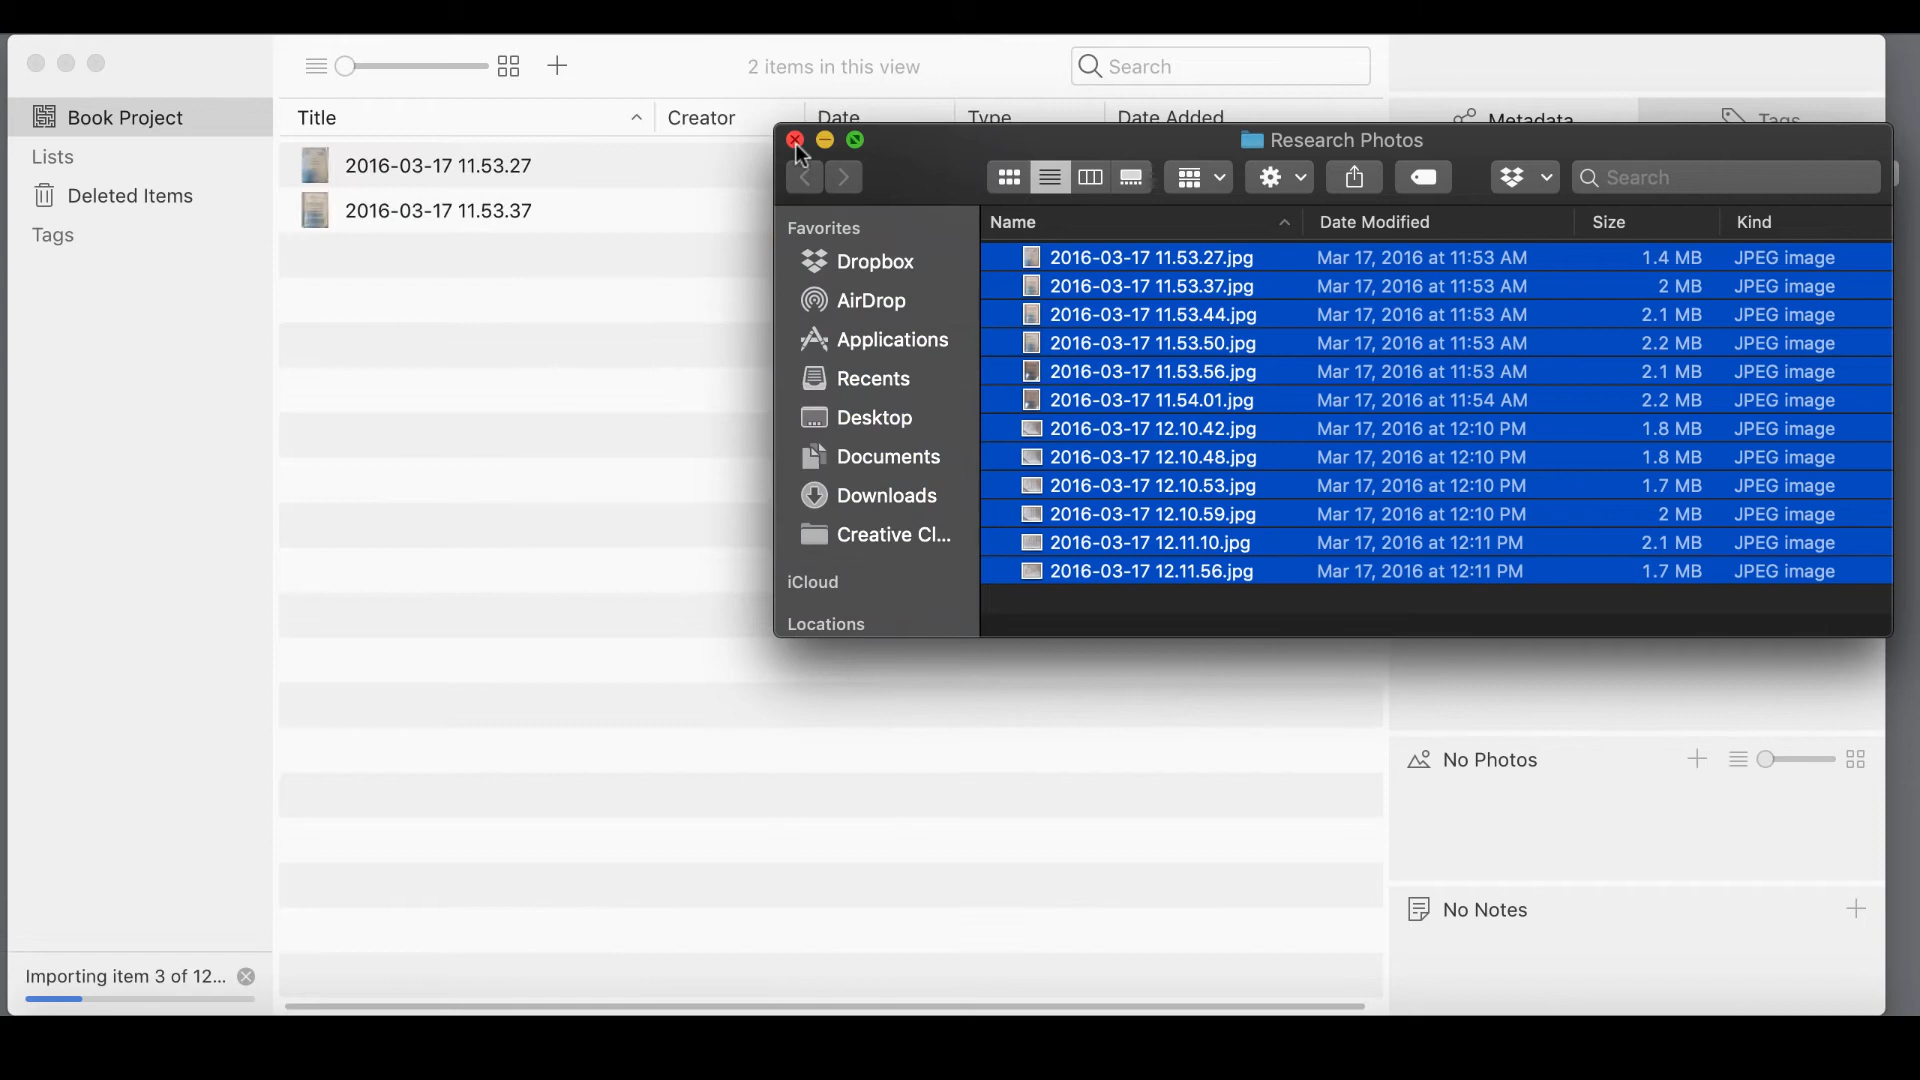 2 items in this view
Search
Book Project
Lists
Deleted Items
Tags
Title
Creator
Date
Type
Date Added
Metadata
Tags
2016-03-17 11.53.27
2016-03-17 11.53.37
Research Photos
Search
Favorites
Dropbox
AirDrop
Applications
Recents
Desktop
Documents
Downloads
Creative Cl...
iCloud
Locations
Name Date Modified Size Kind
2016-03-17 11.53.27.jpg Mar 17, 2016 at 11:53 AM 1.4 MB JPEG image
2016-03-17 11.53.37.jpg Mar 17, 2016 at 11:53 AM 2 MB JPEG image
2016-03-17 11.53.44.jpg Mar 17, 2016 at 11:53 AM 2.1 MB JPEG image
2016-03-17 11.53.50.jpg Mar 17, 2016 at 11:53 AM 2.2 MB JPEG image
2016-03-17 11.53.56.jpg Mar 17, 2016 at 11:53 AM 2.1 MB JPEG image
2016-03-17 11.54.01.jpg Mar 17, 2016 at 11:54 AM 2.2 MB JPEG image
2016-03-17 12.10.42.jpg Mar 17, 2016 at 12:10 PM 1.8 MB JPEG image
2016-03-17 12.10.48.jpg Mar 17, 2016 at 12:10 PM 1.8 MB JPEG image
2016-03-17 12.10.53.jpg Mar 17, 2016 at 12:10 PM 1.7 MB JPEG image
2016-03-17 12.10.59.jpg Mar 17, 2016 at 12:10 PM 2 MB JPEG image
2016-03-17 12.11.10.jpg Mar 17, 2016 at 12:11 PM 2.1 MB JPEG image
2016-03-17 12.11.56.jpg Mar 17, 2016 at 12:11 PM 1.7 MB JPEG image
No Photos
No Notes
Importing item 3 of 12...